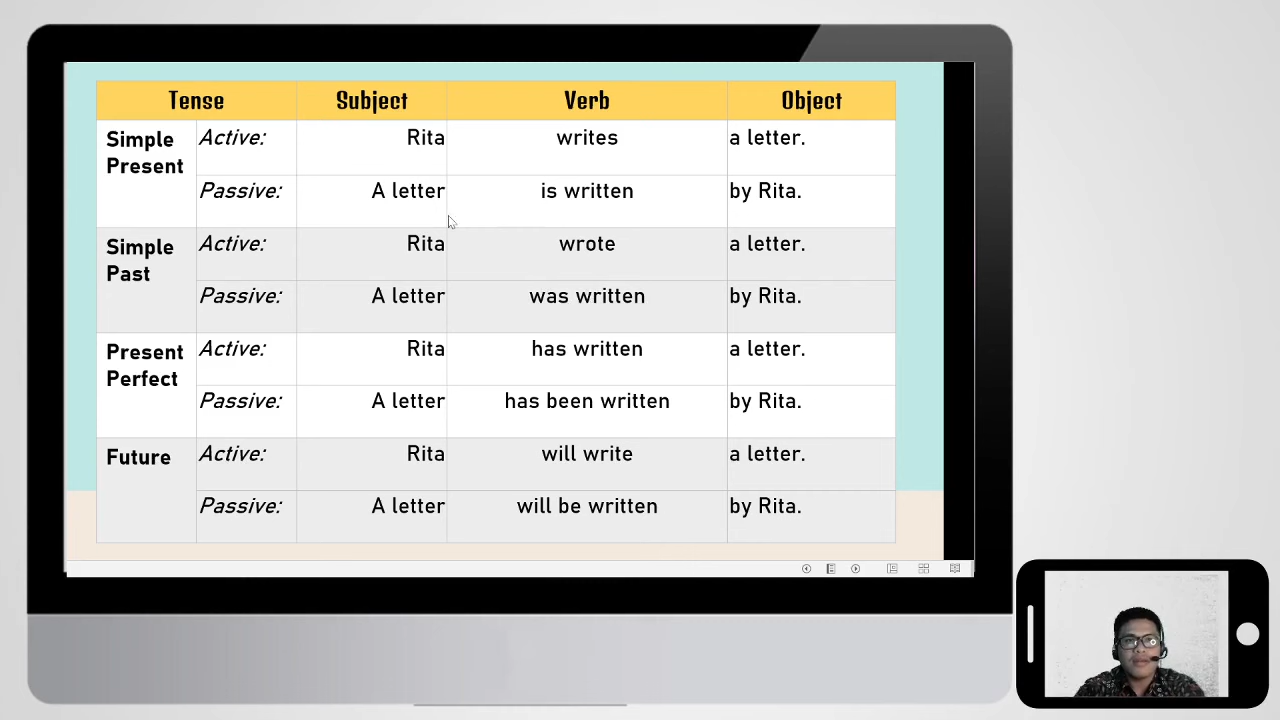 Tense Subject Verb Object
Simple Present Active: Rita writes a letter.
Passive: A letter is written by Rita.
Simple Past Active: Rita wrote a letter.
Passive: A letter was written by Rita.
Present Perfect Active: Rita has written a letter.
Passive: A letter has been written by Rita.
Future Active: Rita will write a letter.
Passive: A letter will be written by Rita.